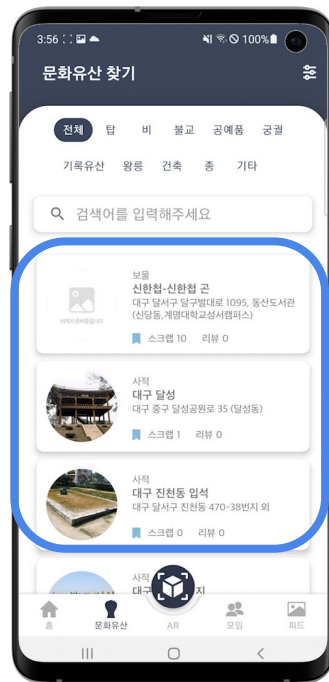 3:56
100%
문화유산 찾기
전체 탑 비 불교 공예품 궁궐
기록유산 왕릉 건축 종 기타
검색어를 입력해주세요
보물
신한첩-신한첩 곤
대구 달서구 달구벌대로 1095, 동산도서관
(신당동,계명대학교성서캠퍼스)
스크랩 10 리뷰 0
사적
대구 달성
대구 중구 달성공원로 35 (달성동)
스크랩 1 리뷰 0
사적
대구 진천동 입석
대구 달서구 진천동 470-38번지 외
스크랩 0 리뷰 0
사적
지
홈 문화유산 AR 모임 피드